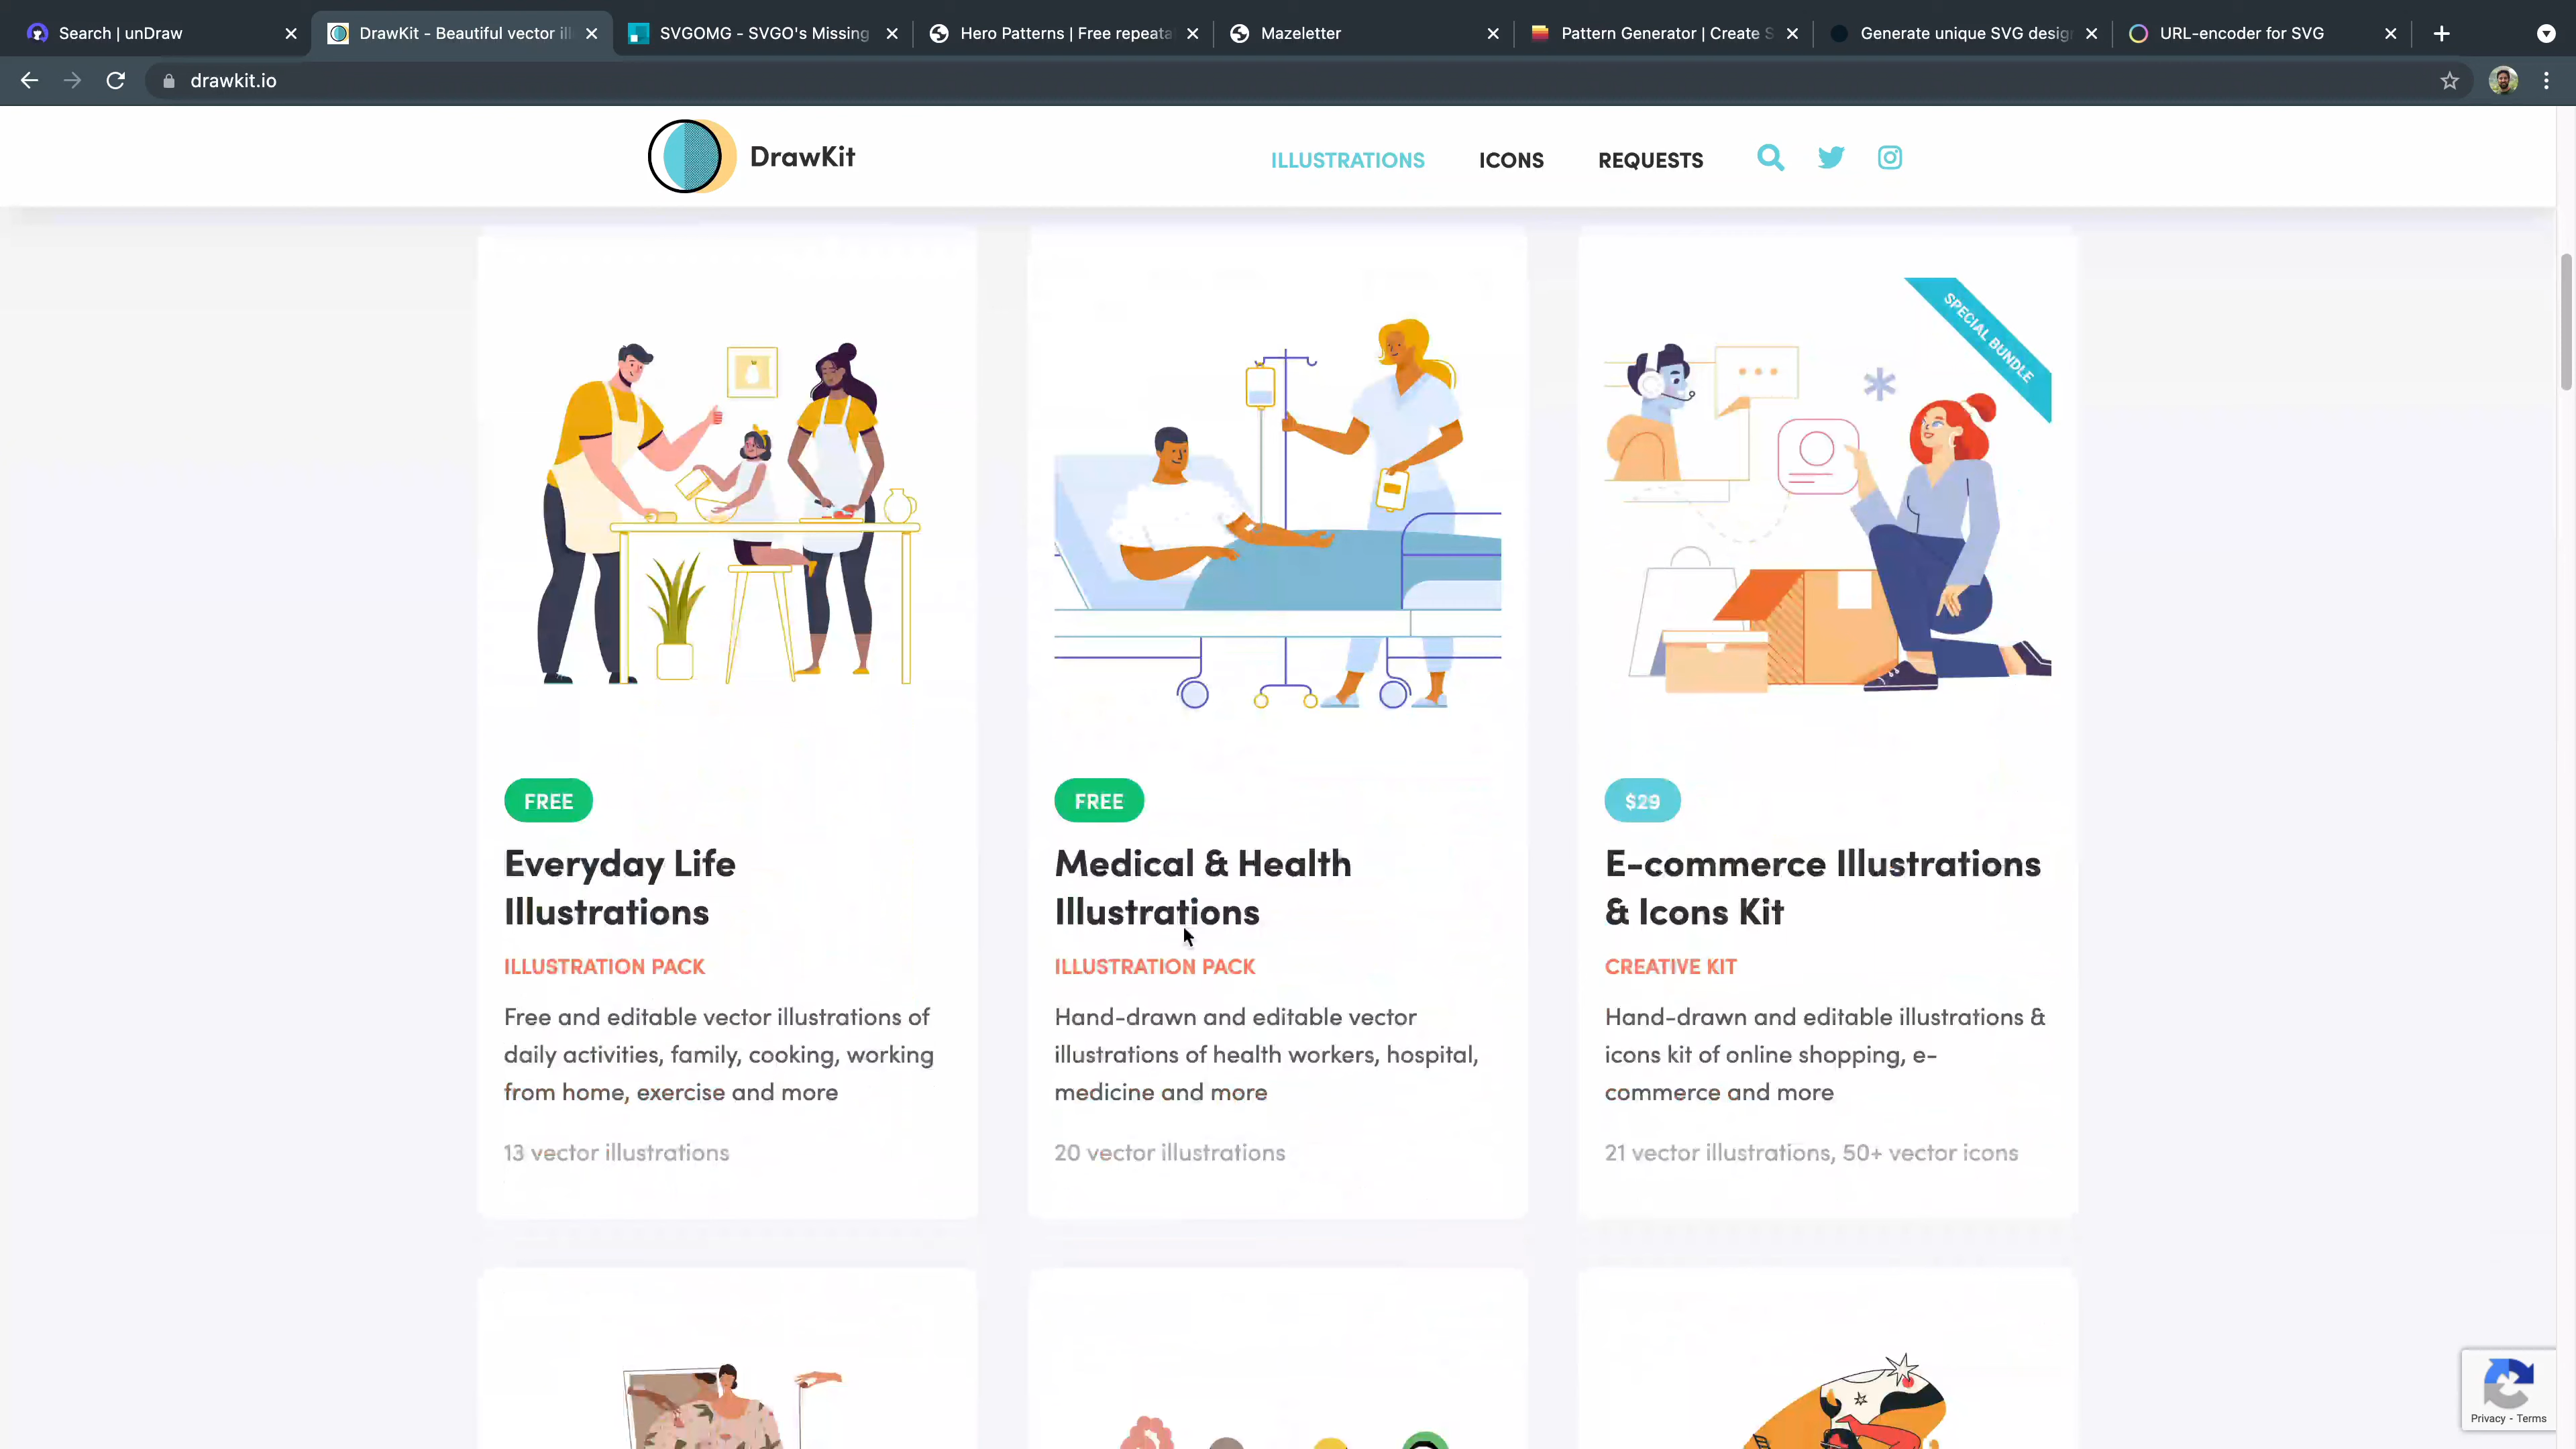 Search | unDraw
DrawKit - Beautiful vector ill
SVGOMG - SVGO's Missing
Hero Patterns | Free repeata
Mazeletter
Pattern Generator | Create S
Generate unique SVG design
URL-encoder for SVG
drawkit.io
DrawKit
ILLUSTRATIONS
ICONS
REQUESTS
SPECIAL BUNDLE
FREE
Everyday Life
Illustrations
ILLUSTRATION PACK
Free and editable vector illustrations of
daily activities, family, cooking, working
from home, exercise and more
13 vector illustrations
FREE
Medical & Health
Illustrations
ILLUSTRATION PACK
Hand-drawn and editable vector
illustrations of health workers, hospital,
medicine and more
20 vector illustrations
$29
E-commerce Illustrations
& Icons Kit
CREATIVE KIT
Hand-drawn and editable illustrations &
icons kit of online shopping, e-
commerce and more
21 vector illustrations, 50+ vector icons
Privacy - Terms